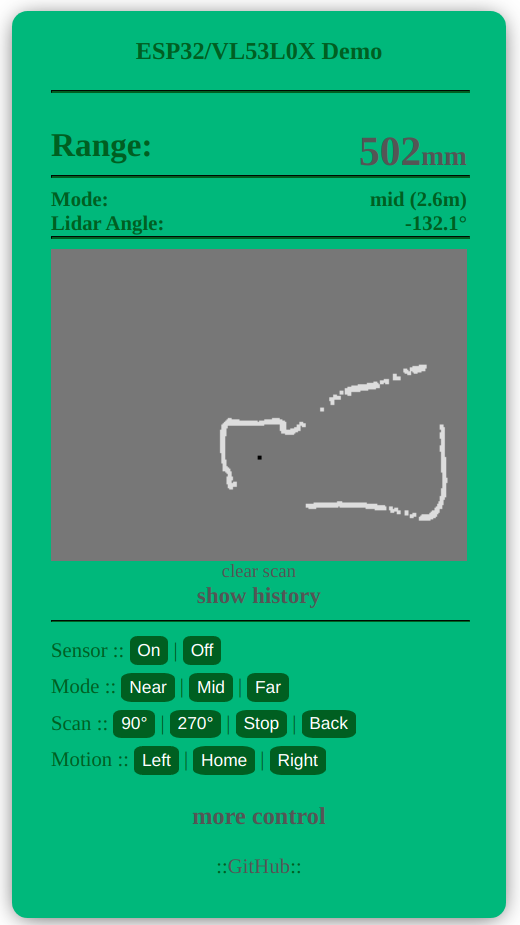 ESP32/VL53L0X Demo
Range: 502mm
Mode: mid (2.6m)
Lidar Angle: -132.1°
clear scan
show history
Sensor :: On | Off
Mode :: Near | Mid | Far
Scan :: 90° | 270° | Stop | Back
Motion :: Left | Home | Right
more control
::GitHub::